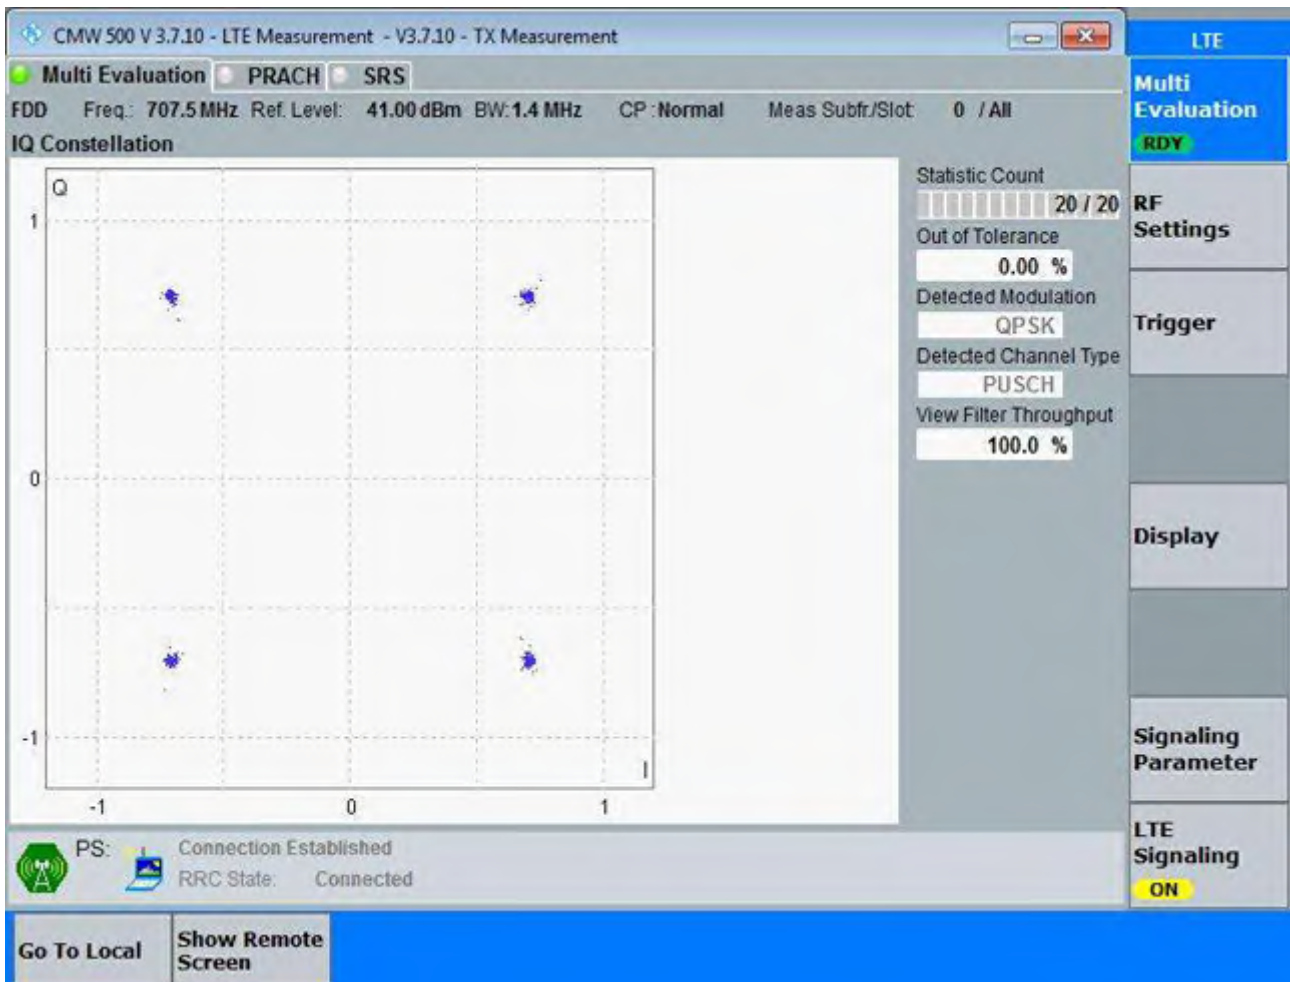 CMW 500 V 3.7.10 - LTE Measurement - V3.7.10 - TX Measurement
LTE
Multi Evaluation PRACH SRS
FDD Freq.: 707.5 MHz Ref. Level: 41.00 dBm BW: 1.4 MHz CP : Normal Meas Subfr./Slot: 0 / All
IQ Constellation
Q
1
0
-1
I
-1 0 1
Statistic Count
20 / 20
Out of Tolerance
0.00 %
Detected Modulation
QPSK
Detected Channel Type
PUSCH
View Filter Throughput
100.0 %
Multi
Evaluation
RDY
RF
Settings
Trigger
Display
Signaling
Parameter
LTE
Signaling
ON
PS: Connection Established
RRC State: Connected
Go To Local
Show Remote
Screen